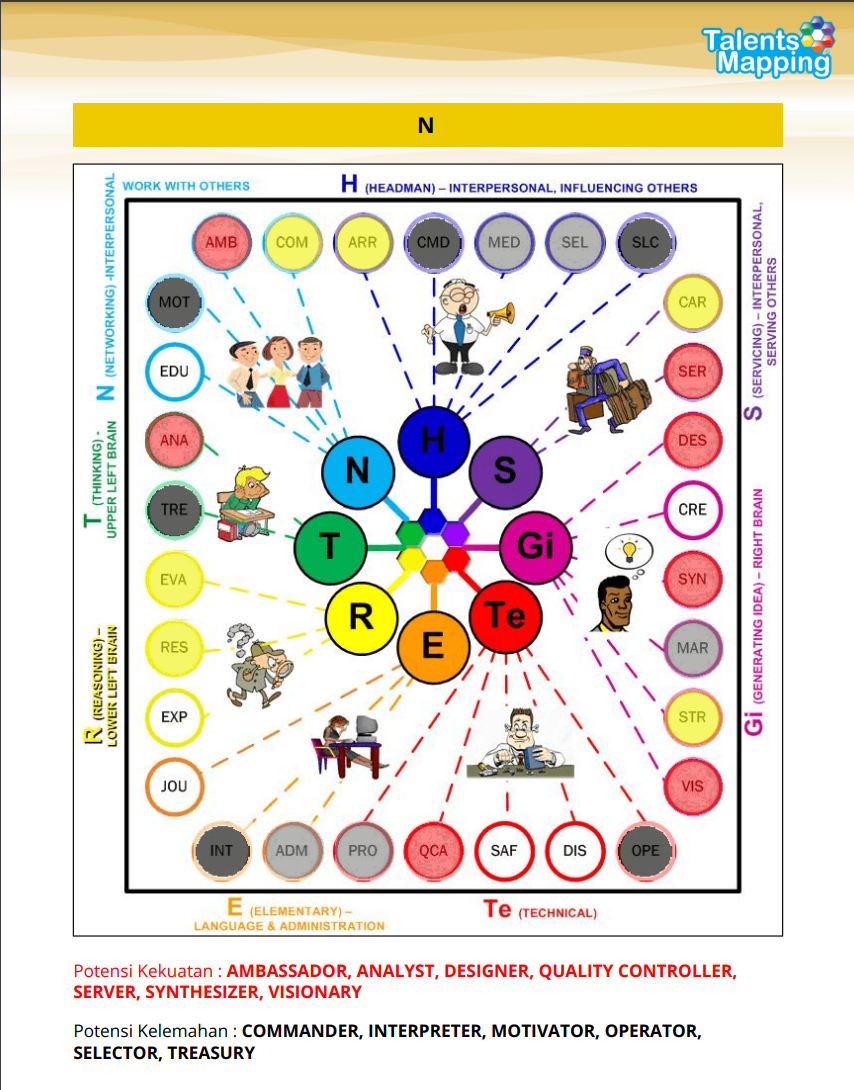 Talents
Mapping
N
WORK WITH OTHERS
H (HEADMAN) – INTERPERSONAL, INFLUENCING OTHERS
N (NETWORKING) -INTERPERSONAL
S (SERVICING) – INTERPERSONAL,
SERVING OTHERS
AMB
COM
ARR
CMD
MED
SEL
SLC
MOT
CAR
EDU
SER
ANA
DES
TRE
CRE
EVA
SYN
RES
MAR
EXP
STR
JOU
VIS
H
N
S
T
Gi
R
Te
E
T (THINKING) -
UPPER LEFT BRAIN
Gi (GENERATING IDEA) – RIGHT BRAIN
R (REASONING) –
LOWER LEFT BRAIN
INT
ADM
PRO
QCA
SAF
DIS
OPE
E (ELEMENTARY) –
LANGUAGE & ADMINISTRATION
Te (TECHNICAL)
Potensi Kekuatan : AMBASSADOR, ANALYST, DESIGNER, QUALITY CONTROLLER,
SERVER, SYNTHESIZER, VISIONARY
Potensi Kelemahan : COMMANDER, INTERPRETER, MOTIVATOR, OPERATOR,
SELECTOR, TREASURY